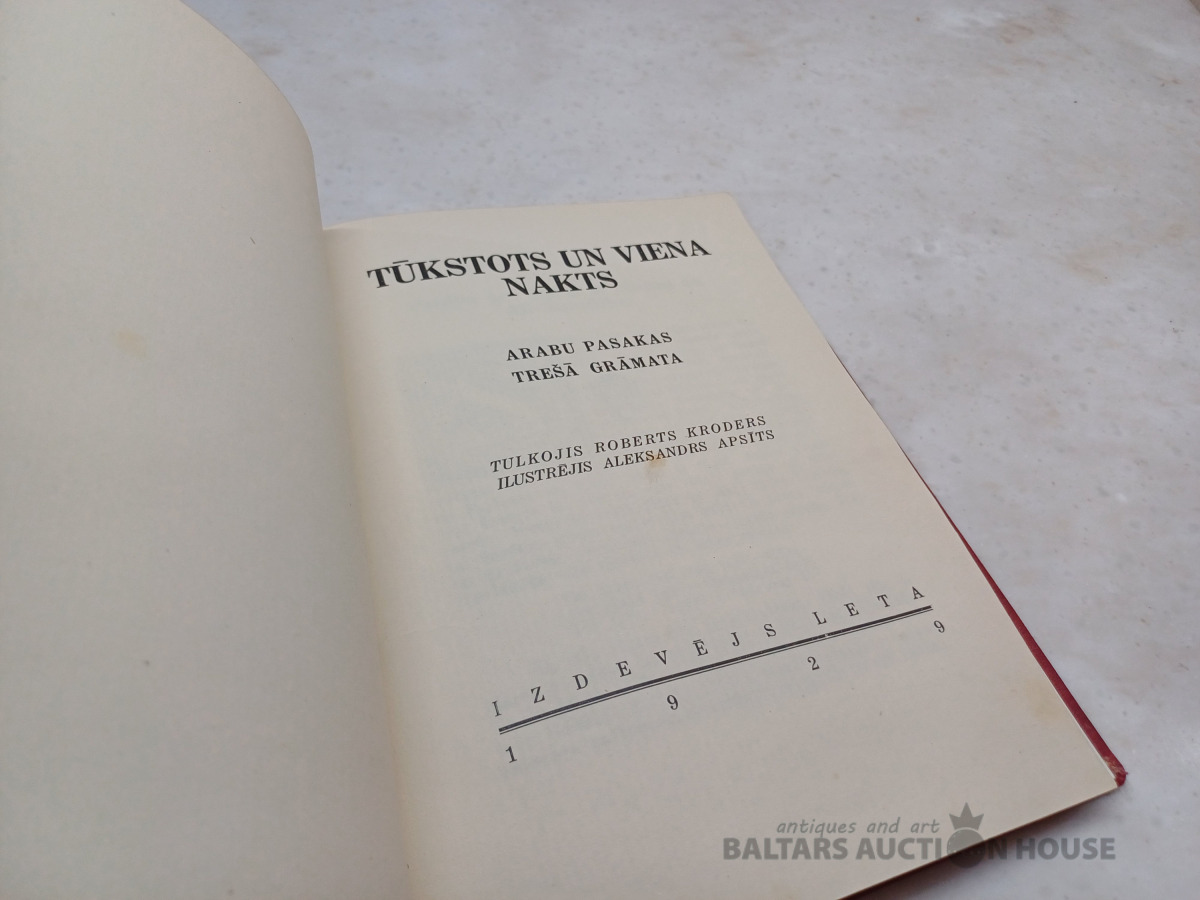 TŪKSTOTS UN VIENA
NAKTS
ARABU PASAKAS
TREŠĀ GRĀMATA
TULKOJIS ROBERTS KRODERS
ILUSTRĒJIS ALEKSANDRS APSĪTS
IZDEVĒJS LETA
1929
antiques and art
BALTARS AUCTION HOUSE